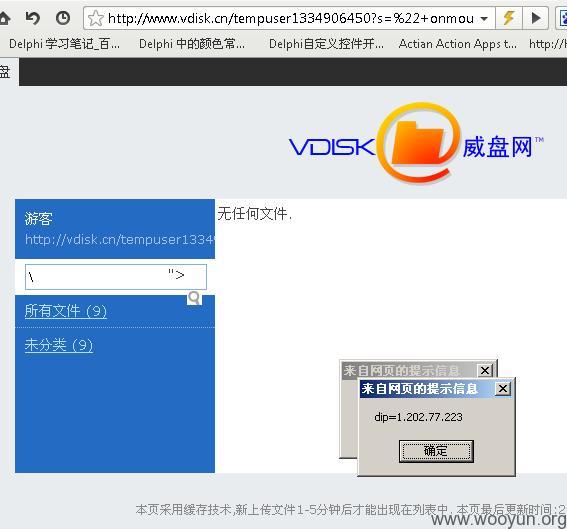 http://www.vdisk.cn/tempuser1334906450?s=%22+onmou
Delphi 学习笔记_百... Delphi 中的颜色常... Delphi自定义控件开... Actian Action Apps t... http://
盘
VDISK 威盘网™
游客
http://vdisk.cn/tempuser13349
无任何文件.
\ ">
所有文件 (9)
未分类 (9)
来自网页的提示信息
来自网页的提示信息
dip=1.202.77.223
确定
本页采用缓存技术,新上传文件1-5分钟后才能出现在列表中. 本页最后更新时间:2
www.wooyun.org